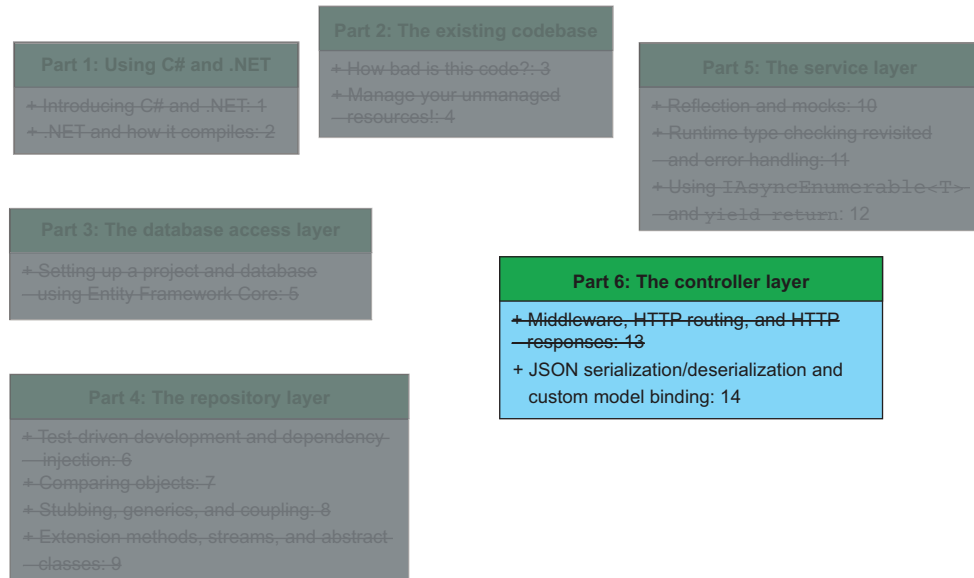 Part 1: Using C# and .NET
+ Introducing C# and .NET: 1
+ .NET and how it compiles: 2
Part 2: The existing codebase
+ How bad is this code?: 3
+ Manage your unmanaged
resources!: 4
Part 5: The service layer
+ Reflection and mocks: 10
+ Runtime type checking revisited
and error handling: 11
+ Using IAsyncEnumerable<T>
and yield return: 12
Part 3: The database access layer
+ Setting up a project and database
using Entity Framework Core: 5
Part 6: The controller layer
+ Middleware, HTTP routing, and HTTP
responses: 13
+ JSON serialization/deserialization and
custom model binding: 14
Part 4: The repository layer
+ Test-driven development and dependency
injection: 6
+ Comparing objects: 7
+ Stubbing, generics, and coupling: 8
+ Extension methods, streams, and abstract
classes: 9